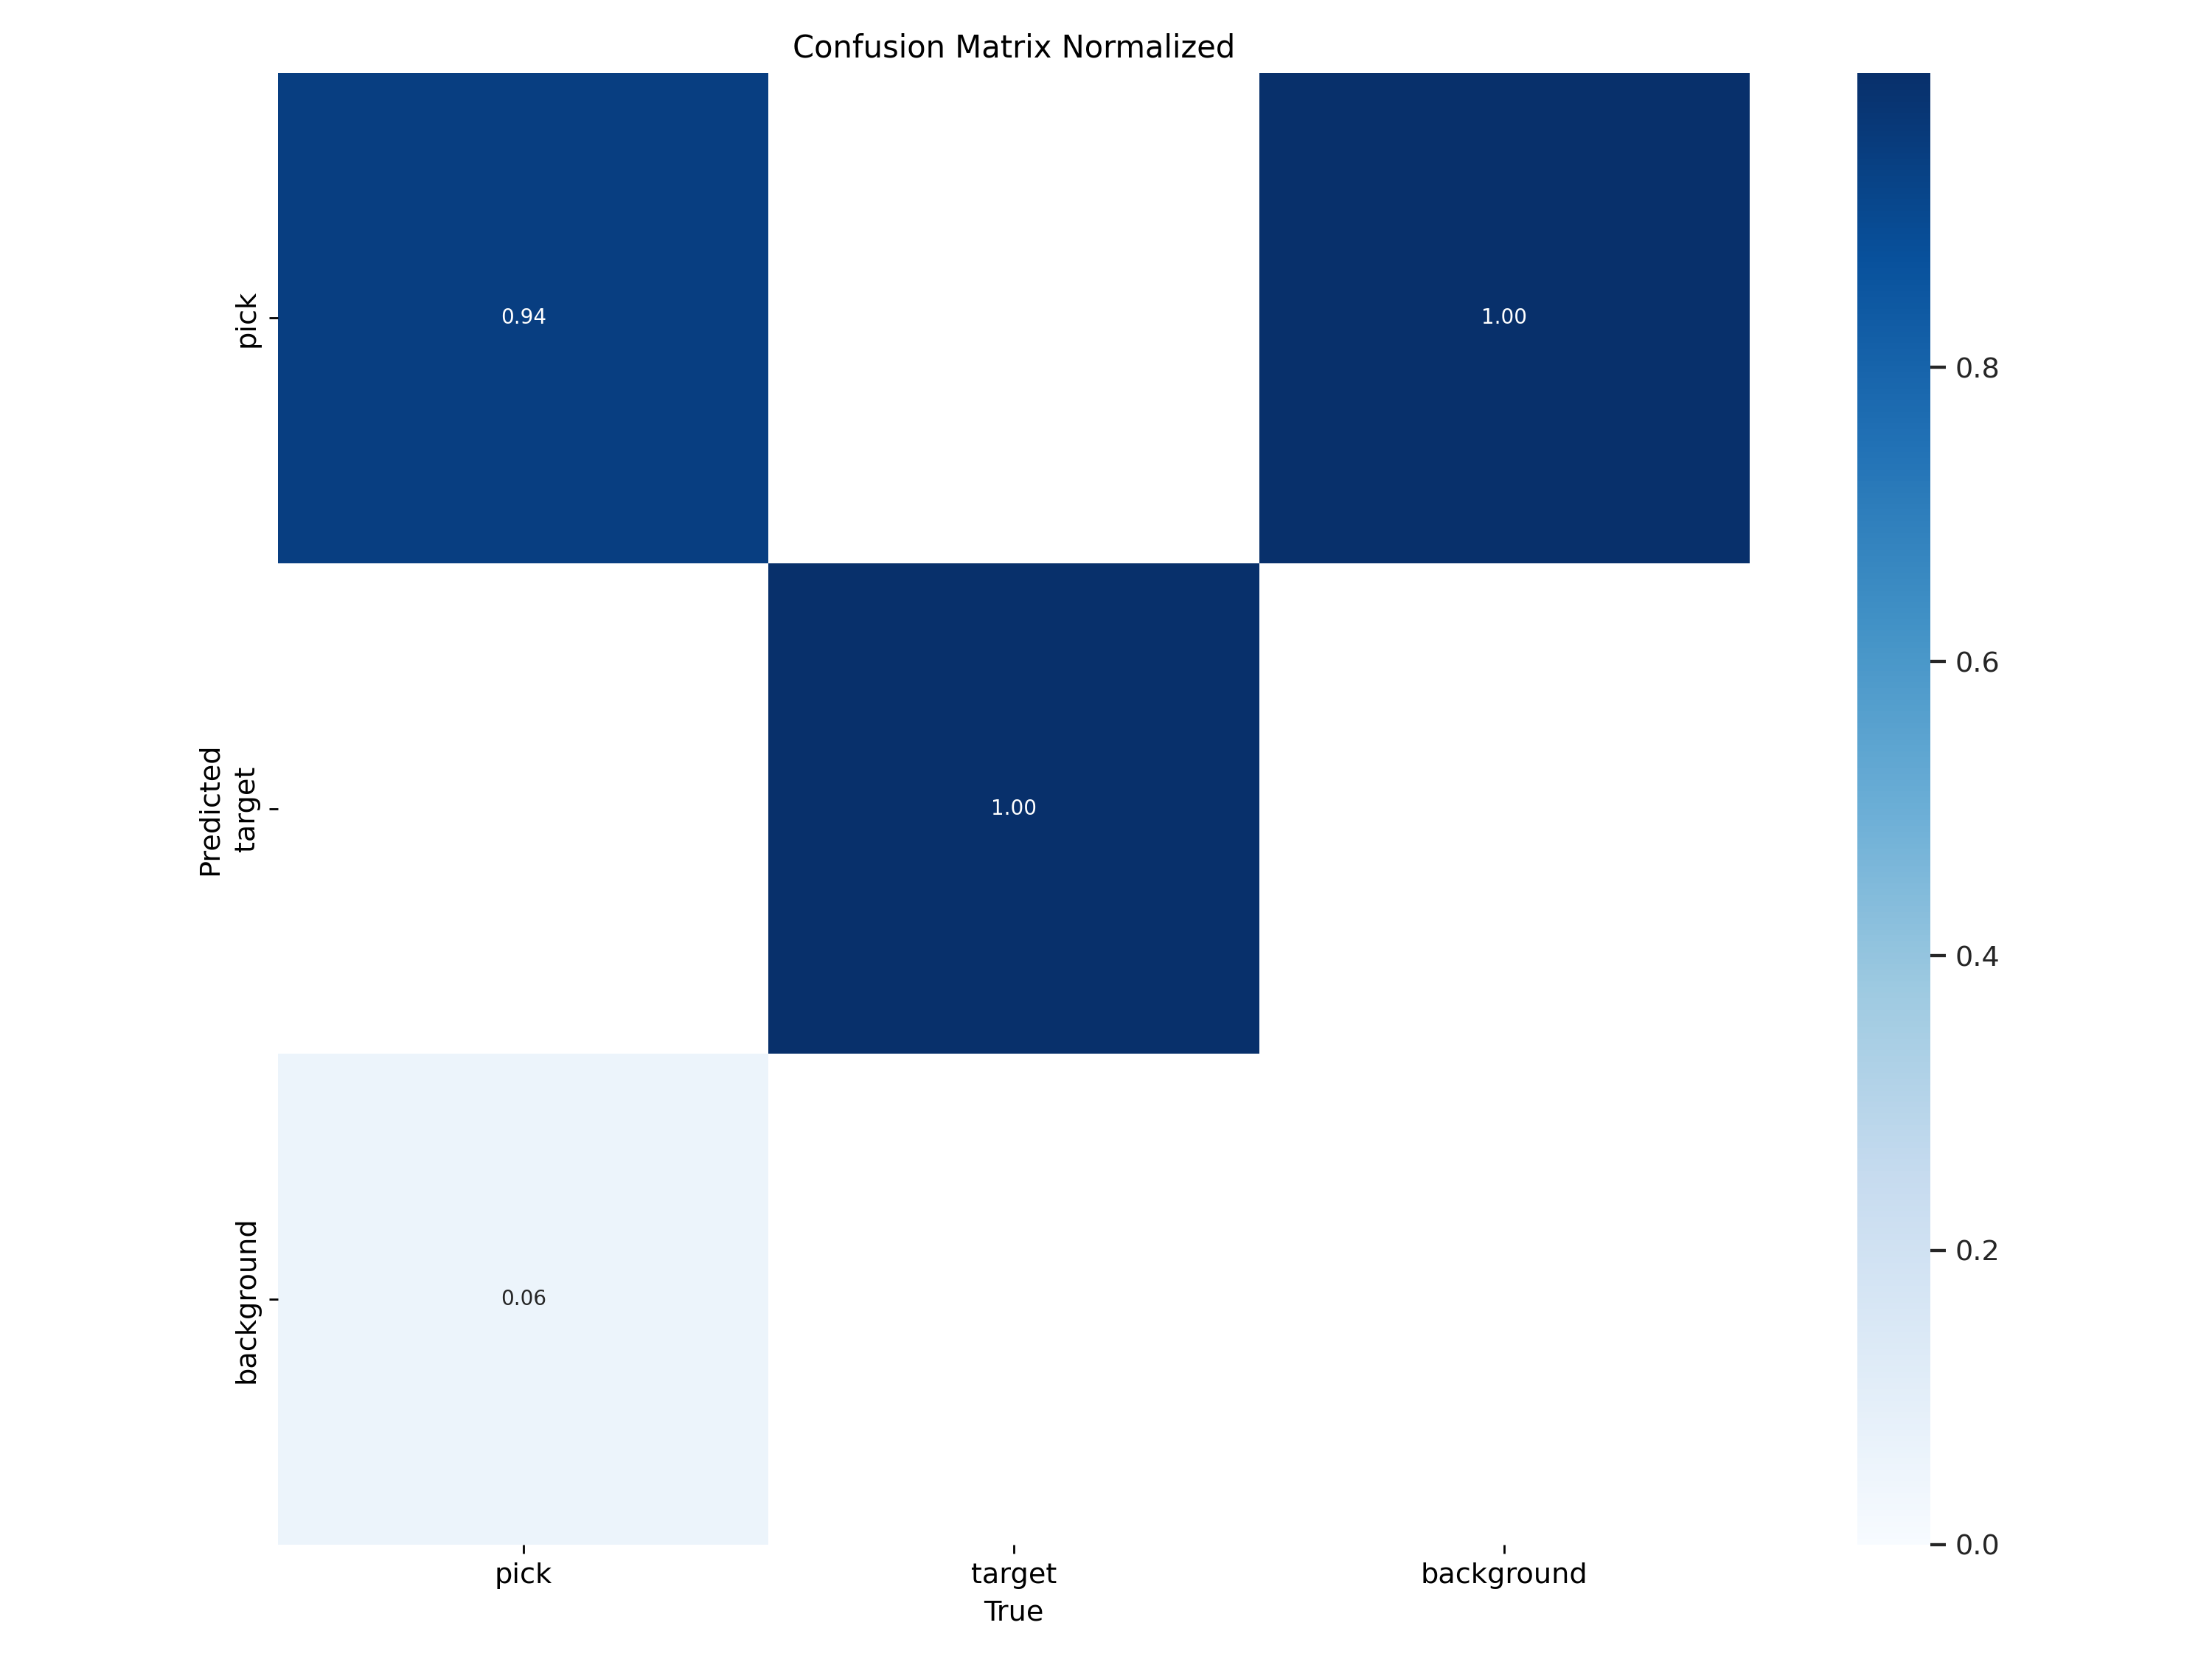 Confusion Matrix Normalized
pick
0.94
1.00
0.8
0.6
Predicted
target
1.00
0.4
0.2
background
0.06
0.0
pick
target
background
True